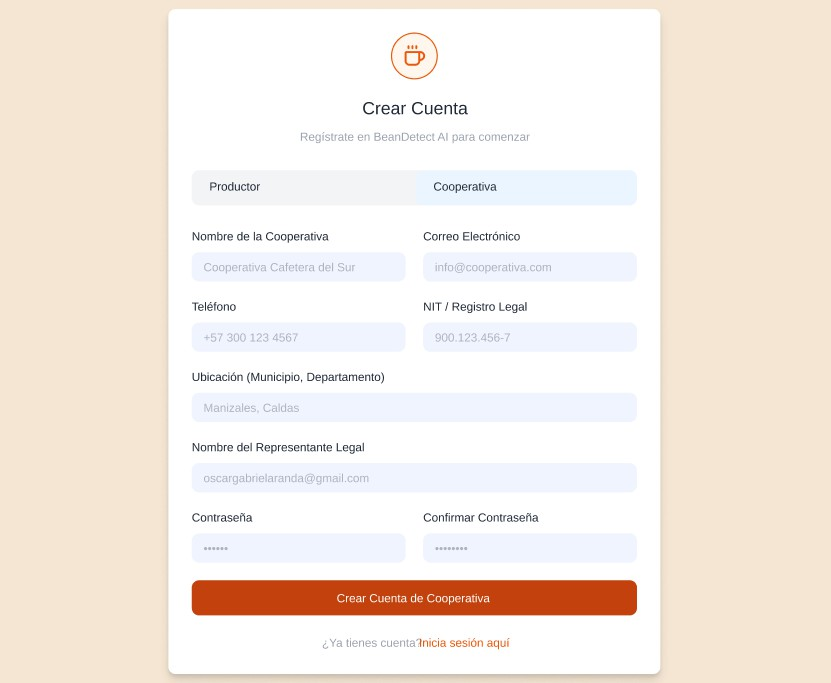 Crear Cuenta
Regístrate en BeanDetect AI para comenzar
Productor
Cooperativa
Nombre de la Cooperativa
Correo Electrónico
Cooperativa Cafetera del Sur
info@cooperativa.com
Teléfono
NIT / Registro Legal
+57 300 123 4567
900.123.456-7
Ubicación (Municipio, Departamento)
Manizales, Caldas
Nombre del Representante Legal
oscargabrielaranda@gmail.com
Contraseña
Confirmar Contraseña
••••••
••••••••
Crear Cuenta de Cooperativa
¿Ya tienes cuenta?Inicia sesión aquí